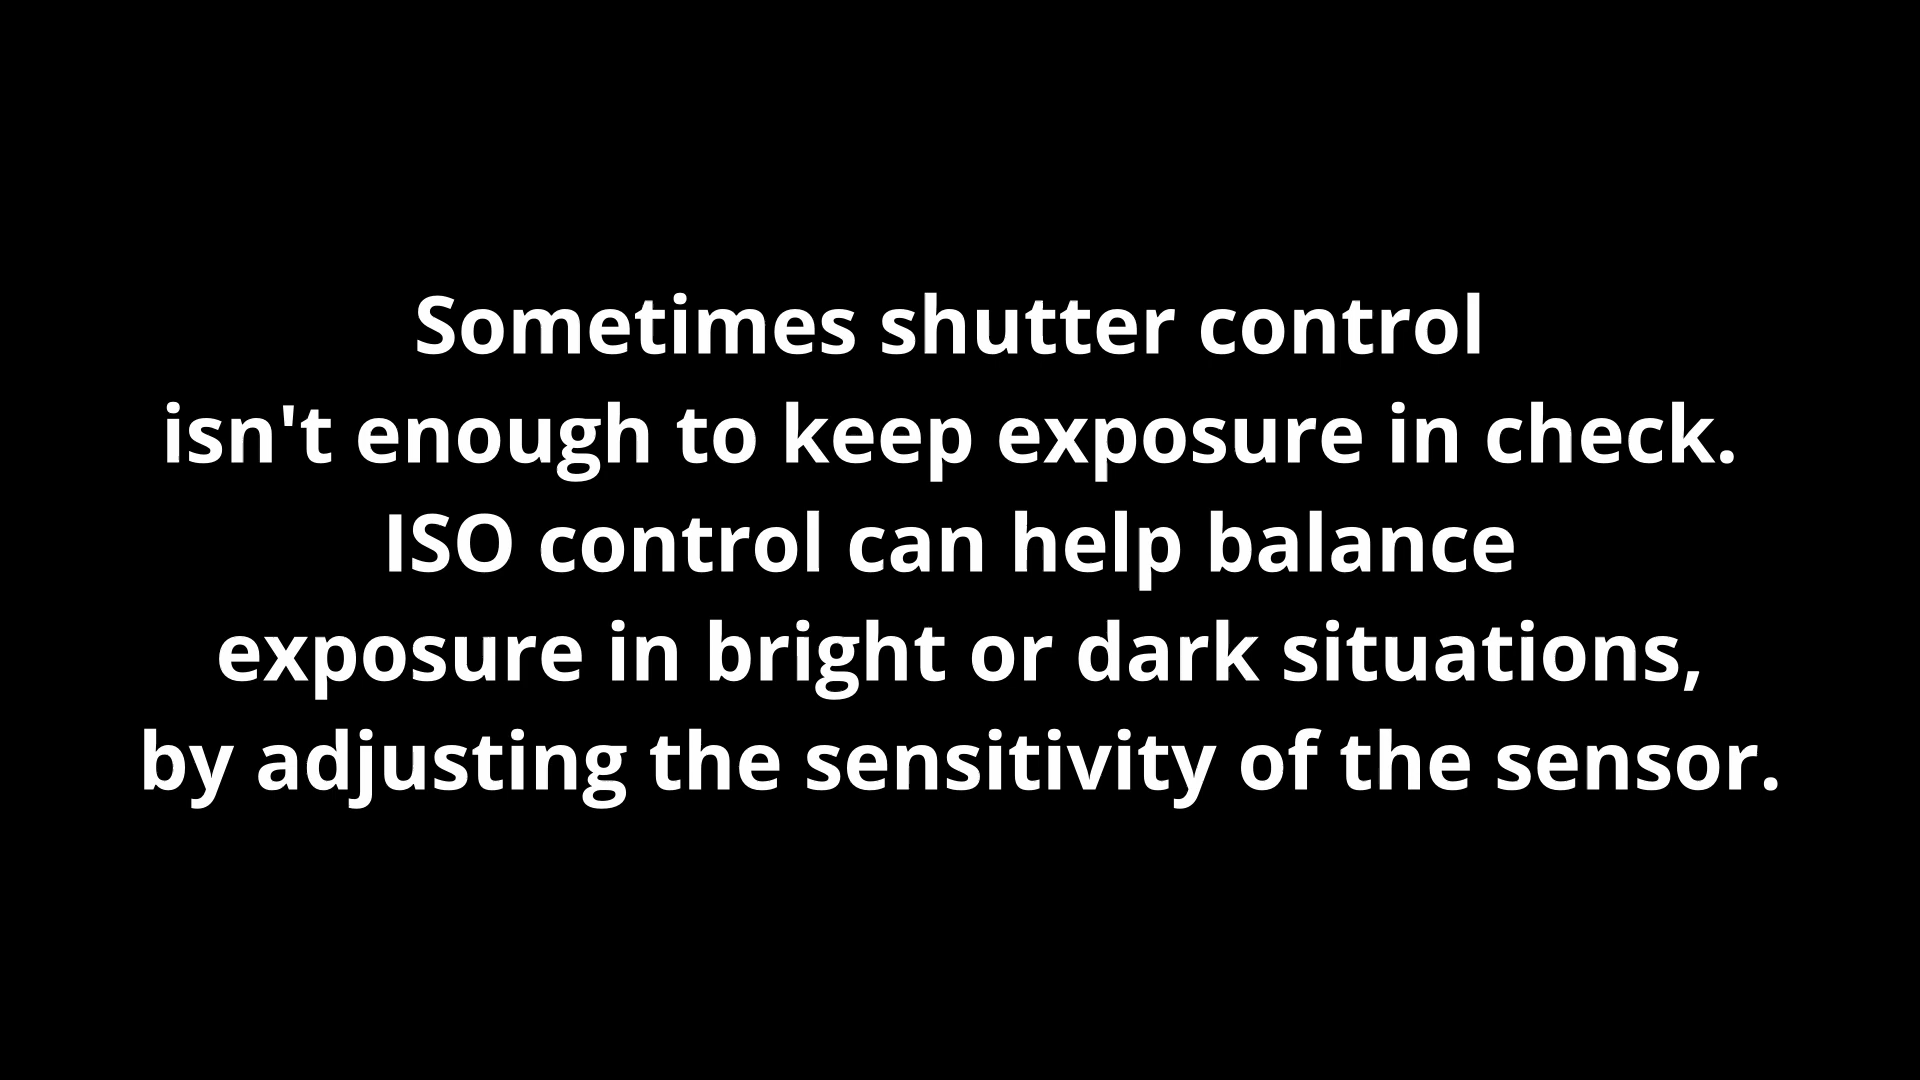 Sometimes shutter control
isn't enough to keep exposure in check.
ISO control can help balance
exposure in bright or dark situations,
by adjusting the sensitivity of the sensor.